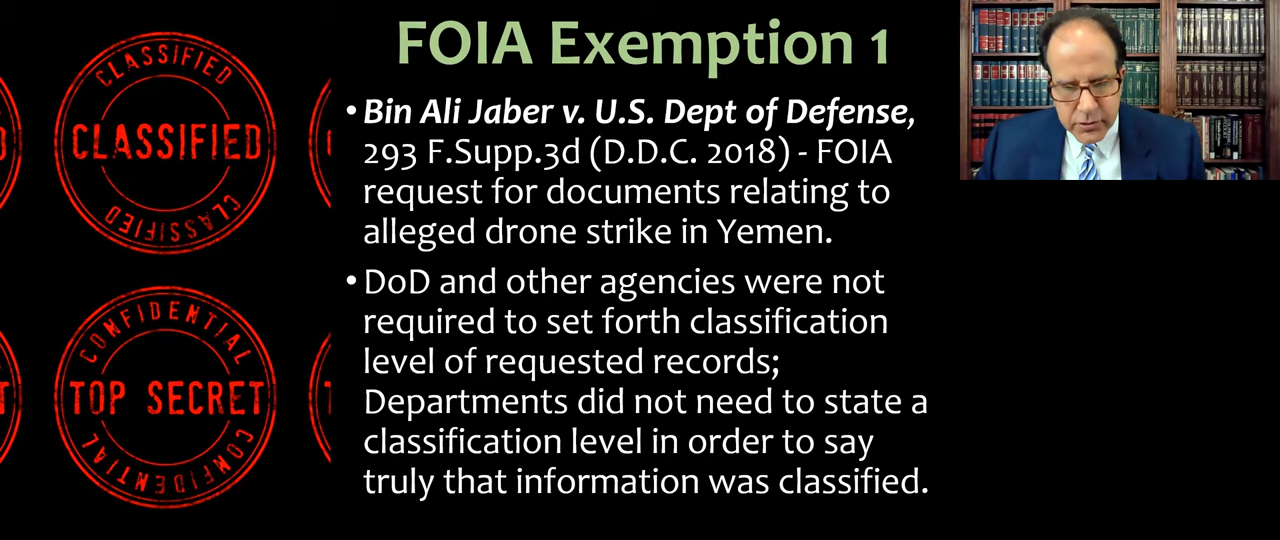 FOIA Exemption 1
• Bin Ali Jaber v. U.S. Dept of Defense,
293 F.Supp.3d (D.D.C. 2018) - FOIA
request for documents relating to
alleged drone strike in Yemen.
• DoD and other agencies were not
required to set forth classification
level of requested records;
Departments did not need to state a
classification level in order to say
truly that information was classified.
CLASSIFIED
CLASSIFIED
CLASSIFIED
CONFIDENTIAL
TOP SECRET
CONFIDENTIAL